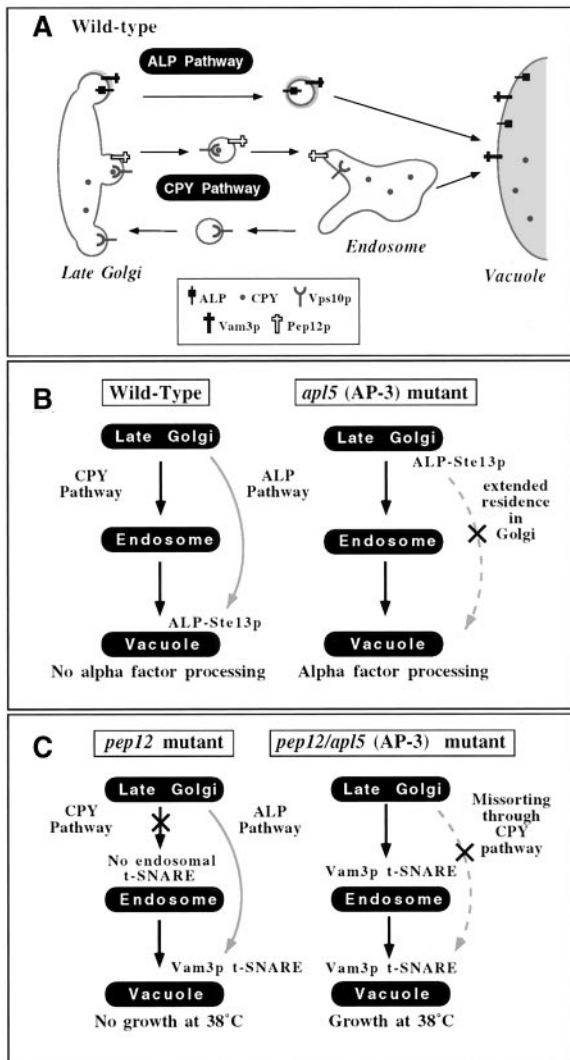 A Wild-type
ALP Pathway
CPY Pathway
Late Golgi
Endosome
Vacuole
ALP CPY Vps10p
Vam3p Pep12p
B
Wild-Type
Late Golgi
CPY
Pathway
ALP
Pathway
Endosome
ALP-Ste13p
Vacuole
No alpha factor processing
apl5 (AP-3) mutant
Late Golgi
ALP-Ste13p
extended
residence
in
Golgi
Endosome
Vacuole
Alpha factor processing
C
pep12 mutant
Late Golgi
CPY
Pathway
ALP
Pathway
No endosomal
t-SNARE
Endosome
Vam3p t-SNARE
Vacuole
No growth at 38°C
pep12/apl5 (AP-3) mutant
Late Golgi
Missorting
through
CPY
pathway
Vam3p t-SNARE
Endosome
Vam3p t-SNARE
Vacuole
Growth at 38°C